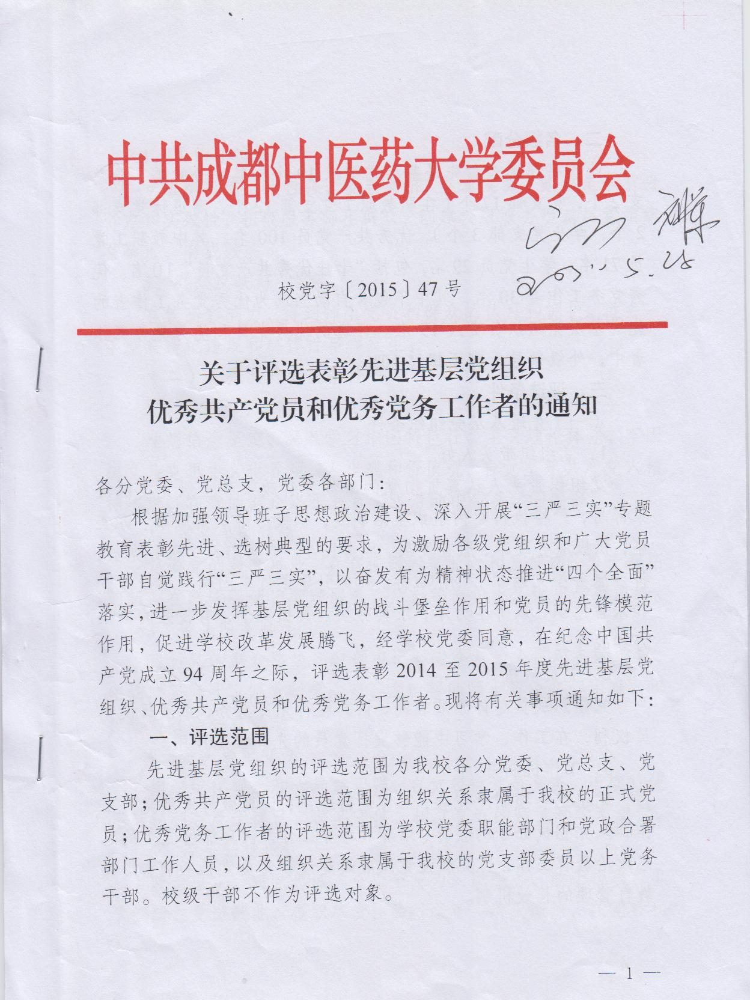 中共成都中医药大学委员会
校党字〔2015〕47号
关于评选表彰先进基层党组织
优秀共产党员和优秀党务工作者的通知
各分党委、党总支，党委各部门：
根据加强领导班子思想政治建设、深入开展“三严三实”专题
教育表彰先进、选树典型的要求，为激励各级党组织和广大党员
干部自觉践行“三严三实”，以奋发有为精神状态推进“四个全面”
落实，进一步发挥基层党组织的战斗堡垒作用和党员的先锋模范
作用，促进学校改革发展腾飞，经学校党委同意，在纪念中国共
产党成立94周年之际，评选表彰2014至2015年度先进基层党
组织、优秀共产党员和优秀党务工作者。现将有关事项通知如下：
一、评选范围
先进基层党组织的评选范围为我校各分党委、党总支、党
支部；优秀共产党员的评选范围为组织关系隶属于我校的正式党
员；优秀党务工作者的评选范围为学校党委职能部门和党政合署
部门工作人员，以及组织关系隶属于我校的党支部委员以上党务
干部。校级干部不作为评选对象。
— 1 —